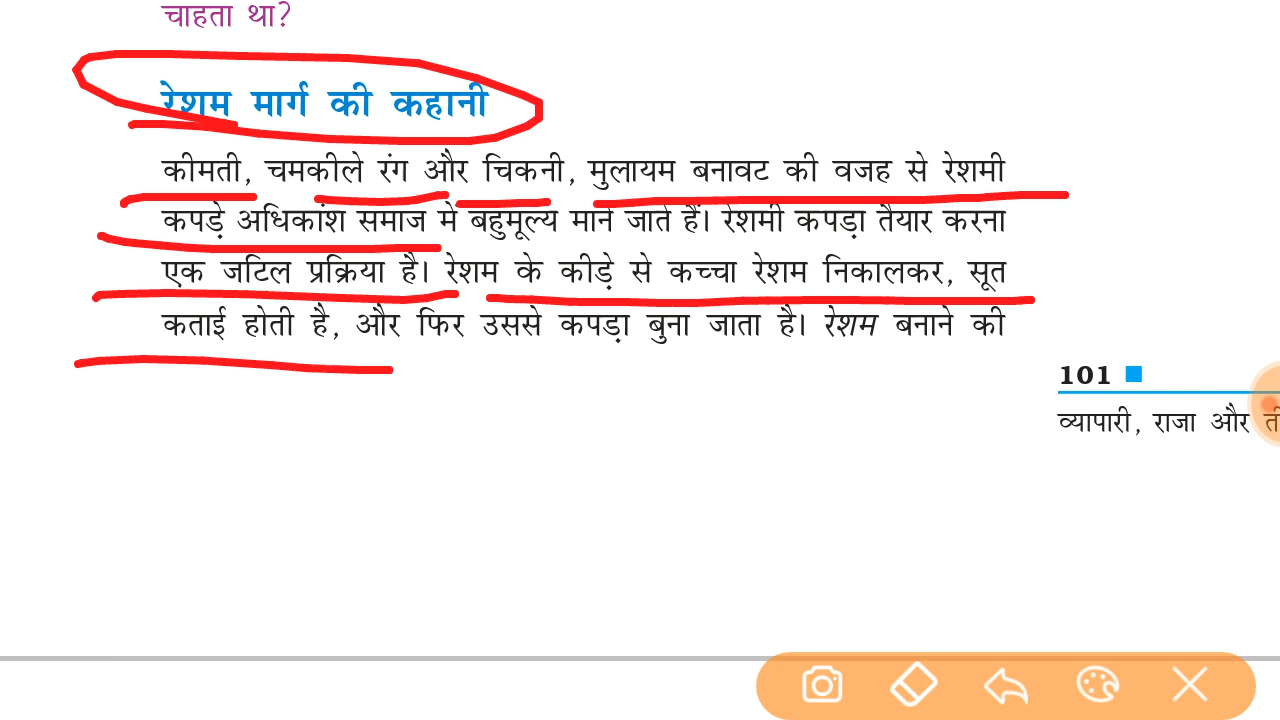 चाहता था?
रेशम मार्ग की कहानी
कीमती, चमकीले रंग और चिकनी, मुलायम बनावट की वजह से रेशमी
कपड़े अधिकांश समाज में बहुमूल्य माने जाते हैं। रेशमी कपड़ा तैयार करना
एक जटिल प्रक्रिया है। रेशम के कीड़े से कच्चा रेशम निकालकर, सूत
कताई होती है, और फिर उससे कपड़ा बुना जाता है। रेशम बनाने की
101
व्यापारी, राजा और